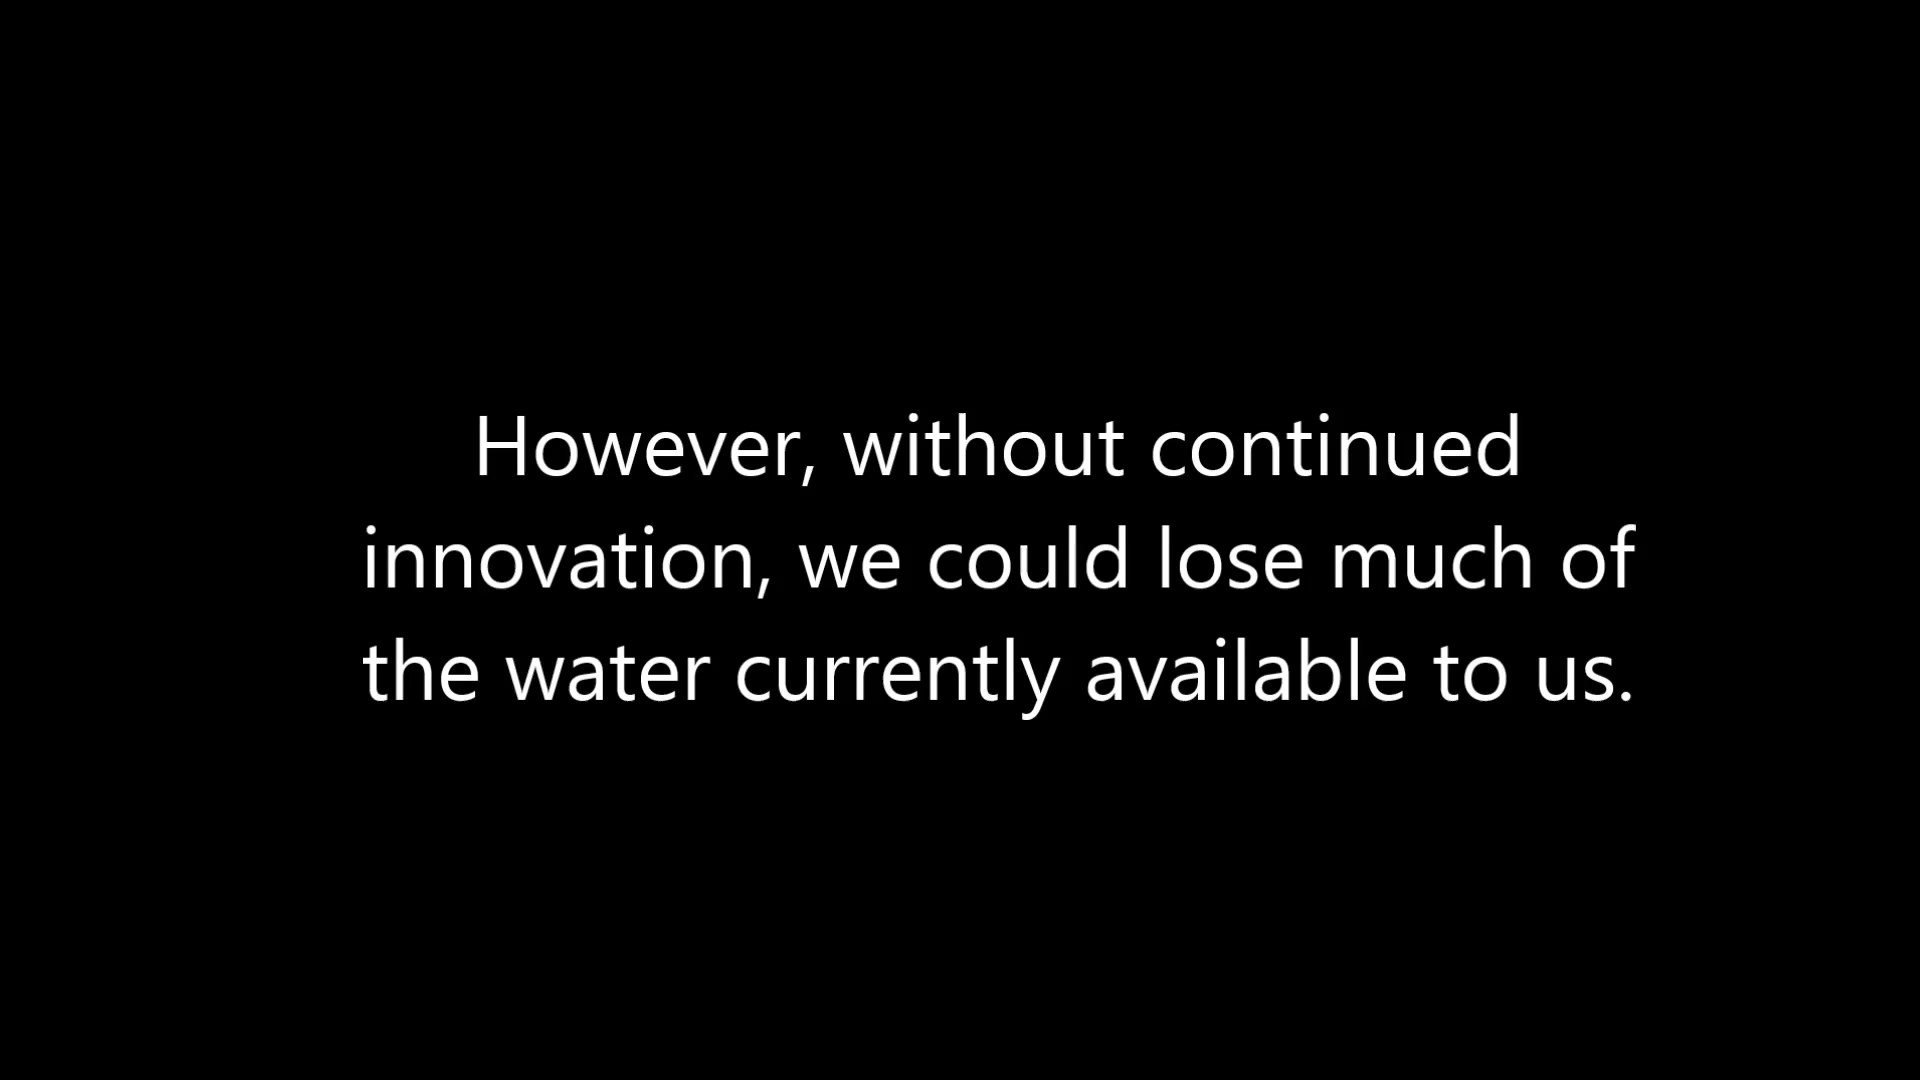 However, without continued
innovation, we could lose much of
the water currently available to us.